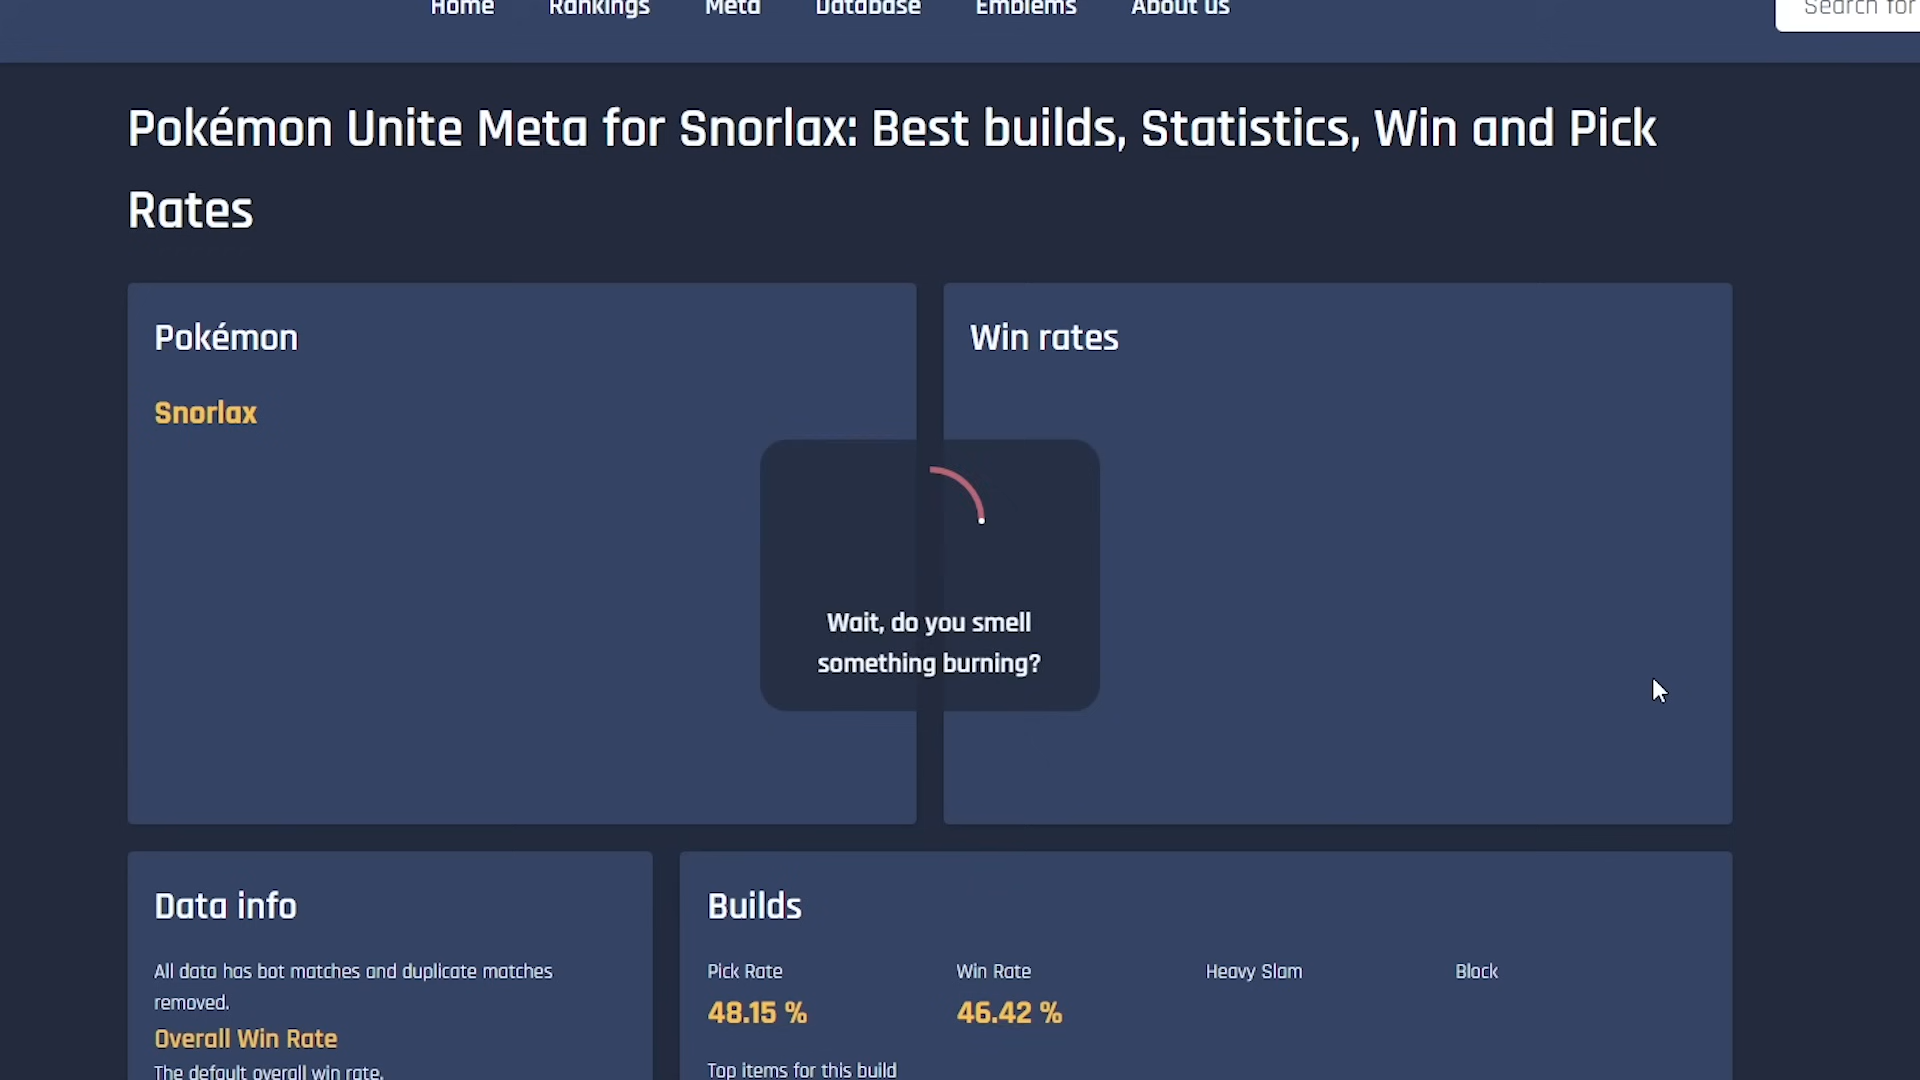 Home Rankings Meta Database Emblems About us
Search for
Pokémon Unite Meta for Snorlax: Best builds, Statistics, Win and Pick
Rates
Pokémon
Snorlax
Win rates
Wait, do you smell
something burning?
Data info
All data has bot matches and duplicate matches
removed.
Overall Win Rate
The default overall win rate.
Builds
Pick Rate
48.15 %
Win Rate
46.42 %
Heavy Slam
Block
Top items for this build